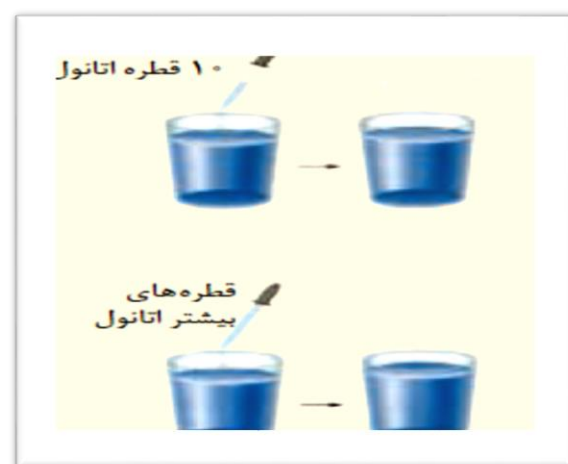 ۱۰ قطره اتانول
قطره‌های
بیشتر اتانول